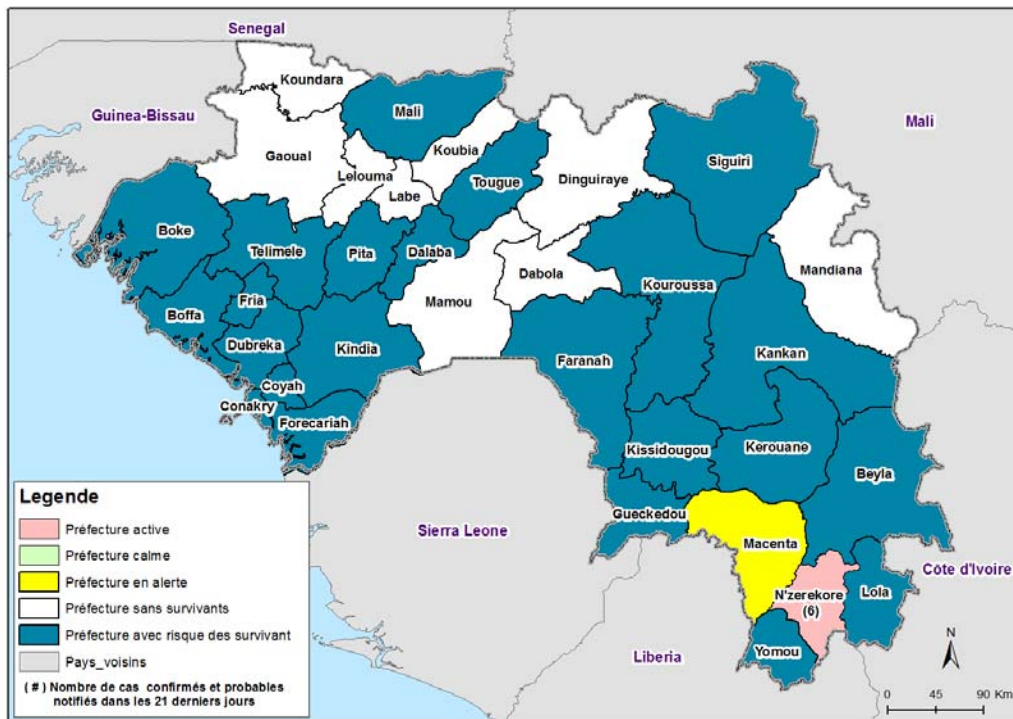 Senegal
Koundara
Guinea-Bissau
Mali
Mali
Gaoual
Koubia
Lelouma
Siguiri
Labe
Tougue
Dinguiraye
Boke
Telimele
Pita
Dalaba
Mandiana
Dabola
Kouroussa
Fria
Mamou
Boffa
Dubreka
Kindia
Kankan
Faranah
Coyah
Conakry
Forecariah
Kissidougou
Kerouane
Beyla
Gueckedou
Sierra Leone
Macenta
Côte d'Ivoire
N'zerekore
(6)
Lola
Yomou
Liberia
N
0 45 90 Km
Legende
Préfecture active
Préfecture calme
Préfecture en alerte
Préfecture sans survivants
Préfecture avec risque des survivant
Pays_voisins
( # ) Nombre de cas confirmés et probables
notifiés dans les 21 derniers jours